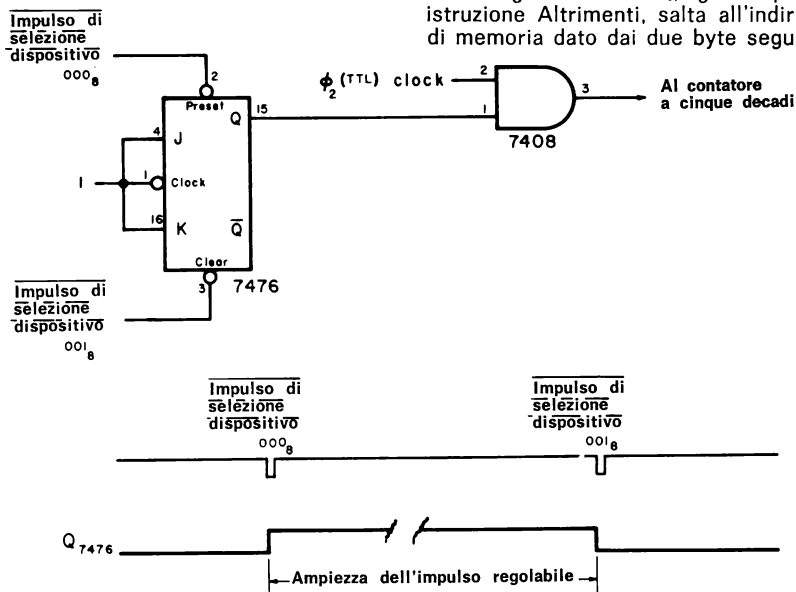 istruzione Altrimenti, salta all'indir
di memoria dato dai due byte segu
Impulso di
selezione
dispositivo
000₈
2
Preset
Q
15
4
J
1
1
Clock
16
K
Q̅
Clear
3
7476
Impulso di
selezione
dispositivo
001₈
ϕ₂ (TTL) clock
2
1
3
7408
Al contatore
a cinque decadi
Impulso di
selezione
dispositivo
000₈
Impulso di
selezione
dispositivo
001₈
Q₇₄₇₆
Ampiezza dell'impulso regolabile